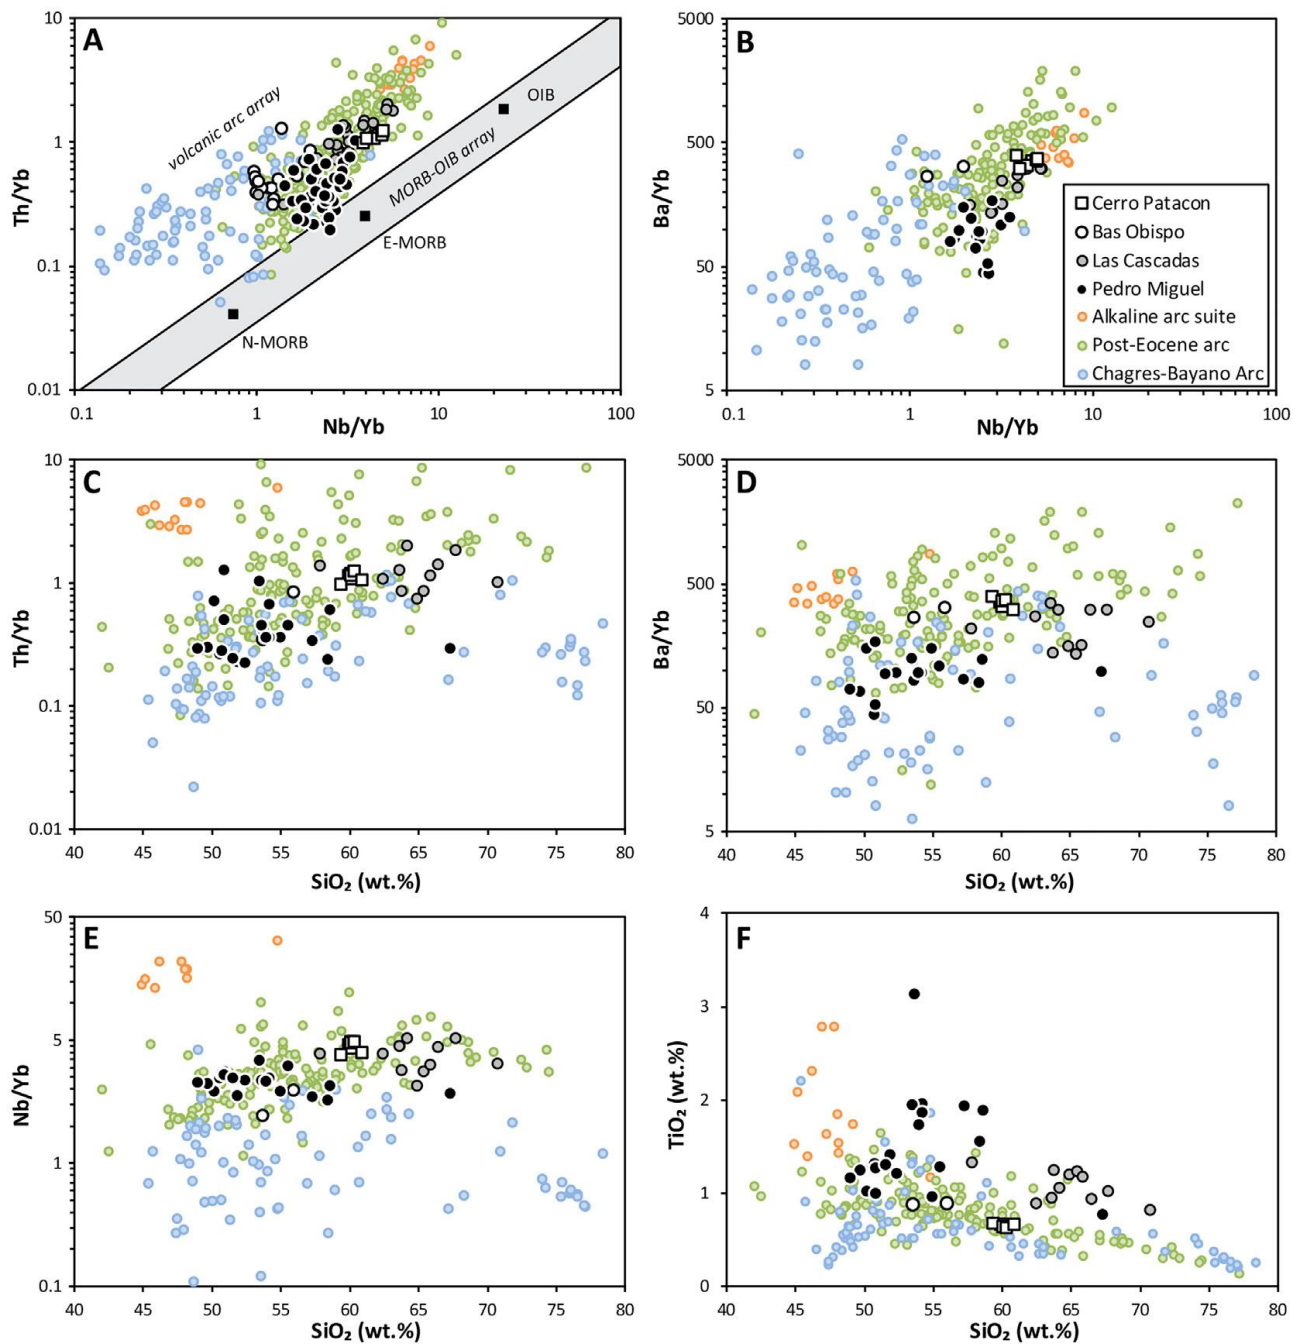 A
10
1
0.1
0.01
0.1
1
10
100
Th/Yb
Nb/Yb
volcanic arc array
MORB-OIB array
OIB
E-MORB
N-MORB
B
5000
500
50
5
0.1
1
10
100
Ba/Yb
Nb/Yb
Cerro Patacon
Bas Obispo
Las Cascadas
Pedro Miguel
Alkaline arc suite
Post-Eocene arc
Chagres-Bayano Arc
C
10
1
0.1
0.01
40
45
50
55
60
65
70
75
80
Th/Yb
SiO₂ (wt.%)
D
5000
500
50
5
40
45
50
55
60
65
70
75
80
Ba/Yb
SiO₂ (wt.%)
E
50
5
1
0.1
40
45
50
55
60
65
70
75
80
Nb/Yb
SiO₂ (wt.%)
F
4
3
2
1
0
40
45
50
55
60
65
70
75
80
TiO₂ (wt.%)
SiO₂ (wt.%)